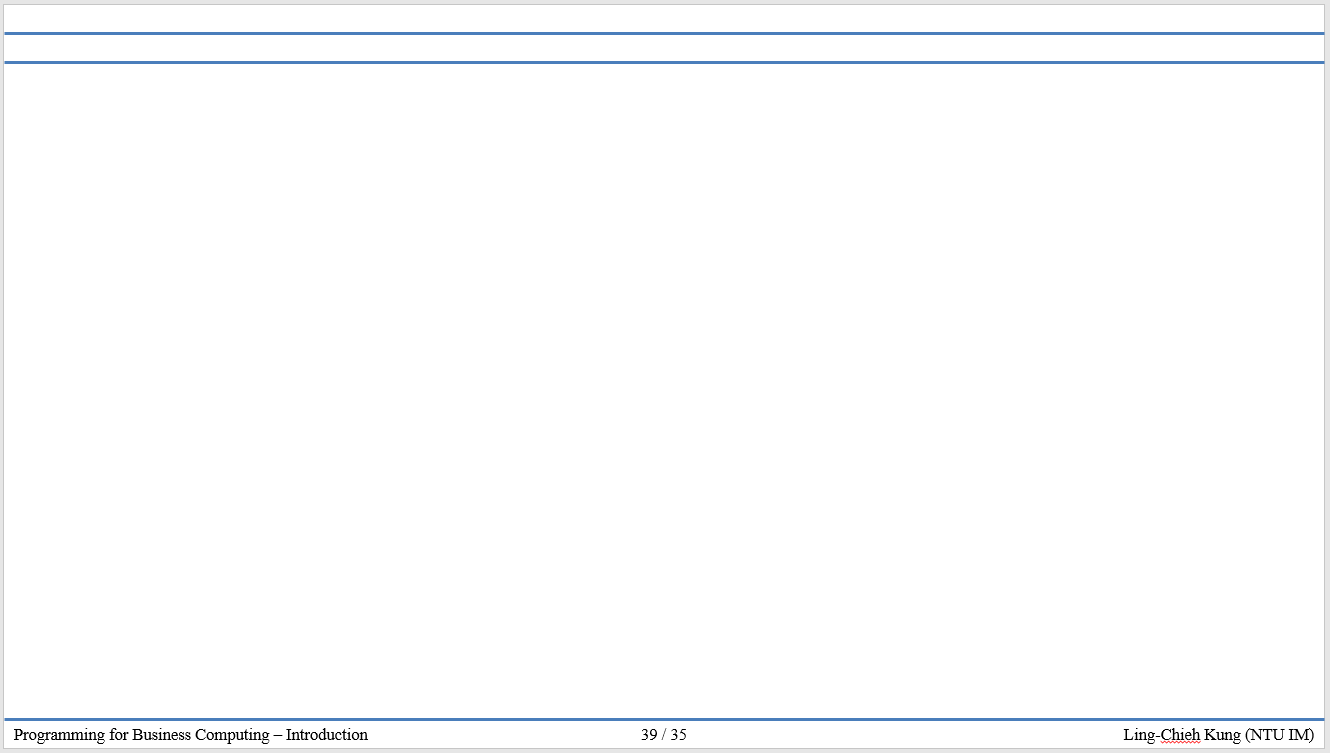 Programming for Business Computing – Introduction 39 / 35 Ling-Chieh Kung (NTU IM)